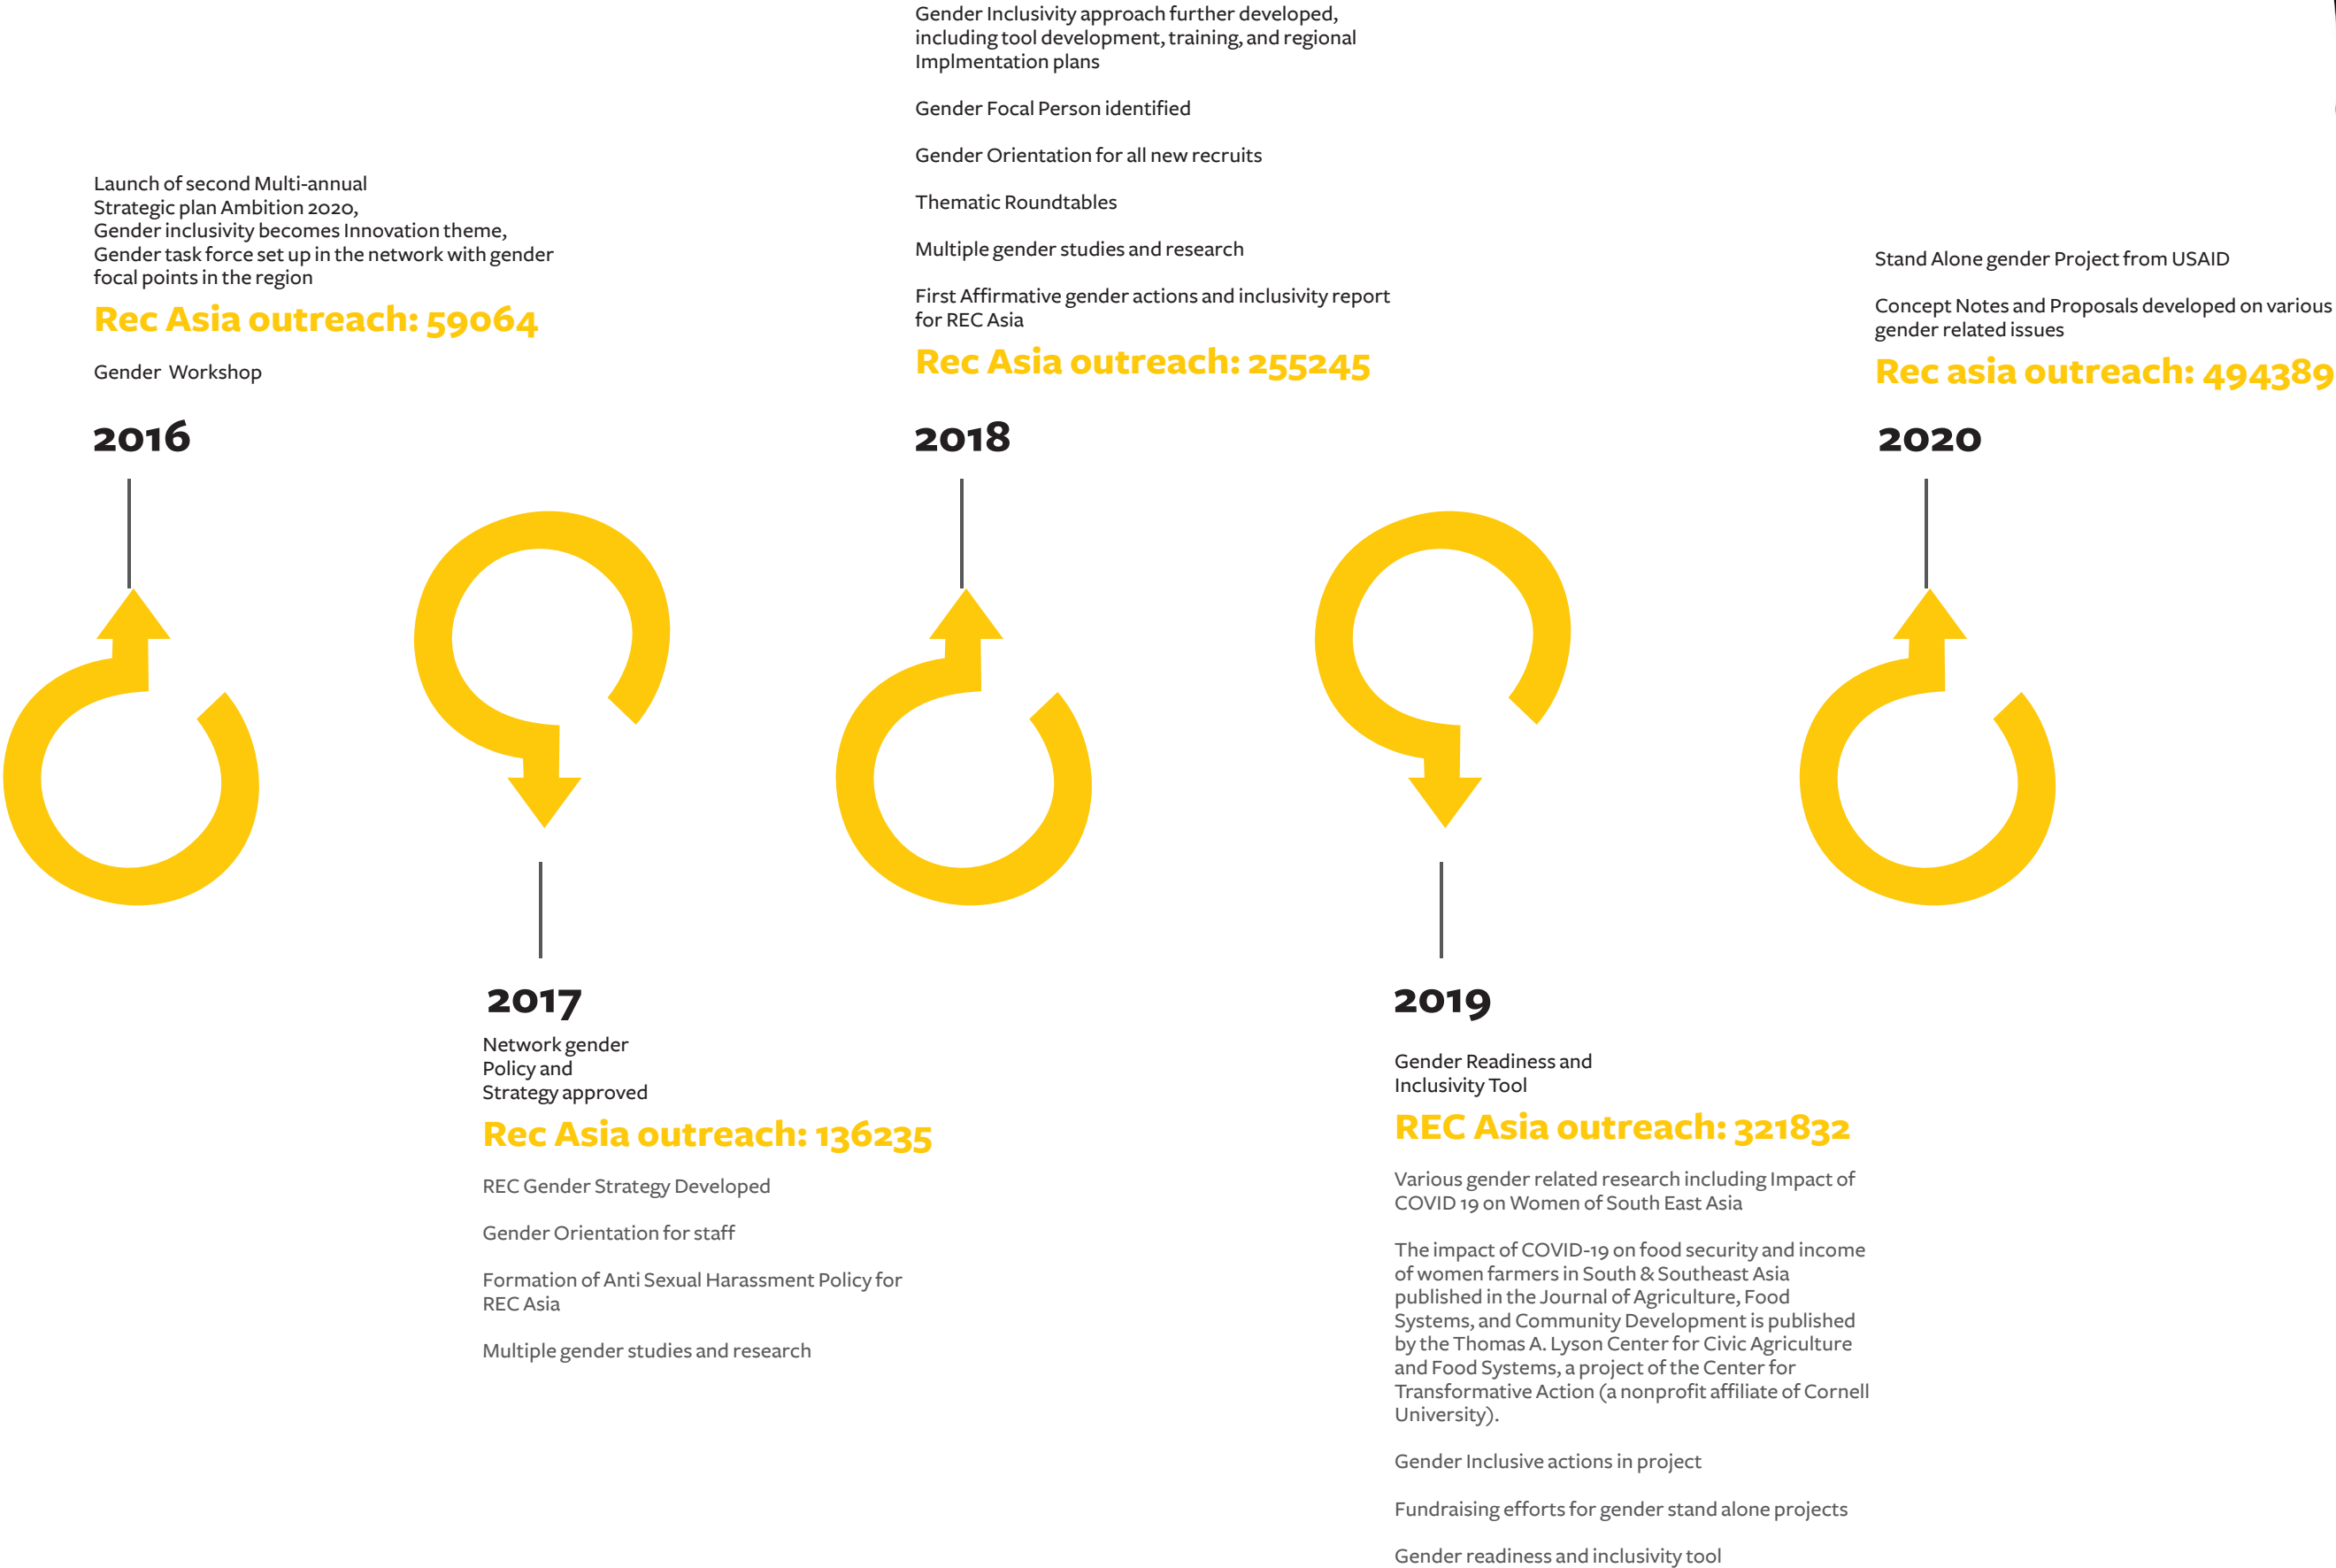 Launch of second Multi-annual
Strategic plan Ambition 2020,
Gender inclusivity becomes Innovation theme,
Gender task force set up in the network with gender
focal points in the region
Rec Asia outreach: 59064
Gender Workshop
2016
2017
Network gender
Policy and
Strategy approved
Rec Asia outreach: 136235
REC Gender Strategy Developed
Gender Orientation for staff
Formation of Anti Sexual Harassment Policy for
REC Asia
Multiple gender studies and research
Gender Inclusivity approach further developed,
including tool development, training, and regional
Implmentation plans
Gender Focal Person identified
Gender Orientation for all new recruits
Thematic Roundtables
Multiple gender studies and research
First Affirmative gender actions and inclusivity report
for REC Asia
Rec Asia outreach: 255245
2018
2019
Gender Readiness and
Inclusivity Tool
REC Asia outreach: 321832
Various gender related research including Impact of
COVID 19 on Women of South East Asia
The impact of COVID-19 on food security and income
of women farmers in South & Southeast Asia
published in the Journal of Agriculture, Food
Systems, and Community Development is published
by the Thomas A. Lyson Center for Civic Agriculture
and Food Systems, a project of the Center for
Transformative Action (a nonprofit affiliate of Cornell
University).
Gender Inclusive actions in project
Fundraising efforts for gender stand alone projects
Gender readiness and inclusivity tool
Stand Alone gender Project from USAID
Concept Notes and Proposals developed on various
gender related issues
Rec asia outreach: 494389
2020